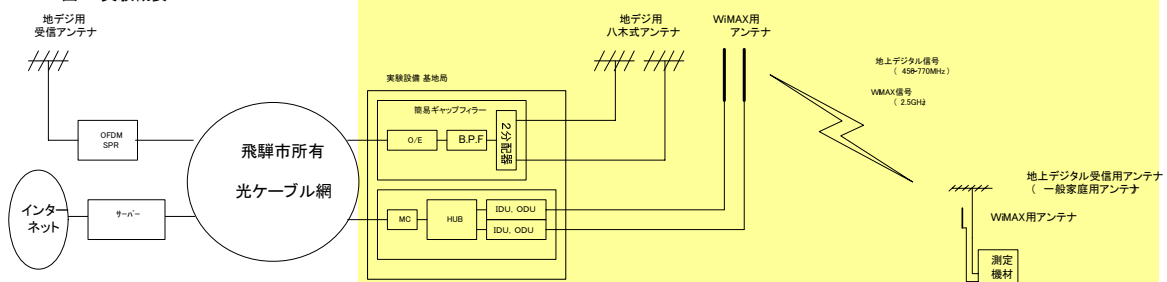 地デジ用
受信アンテナ
OFDM
SPR
インター
ネット
サーバー
飛騨市所有
光ケーブル網
実験設備 基地局
簡易ギャップフィラー
O/E
B.P.F
2分配器
MC
HUB
IDU, ODU
IDU, ODU
地デジ用
八木式アンテナ
WiMAX用
アンテナ
地上デジタル信号
( 458-770MHz)
WiMAX信号
( 2.5GHz
地上デジタル受信用アンテナ
( 一般家庭用アンテナ
WiMAX用アンテナ
測定
機材